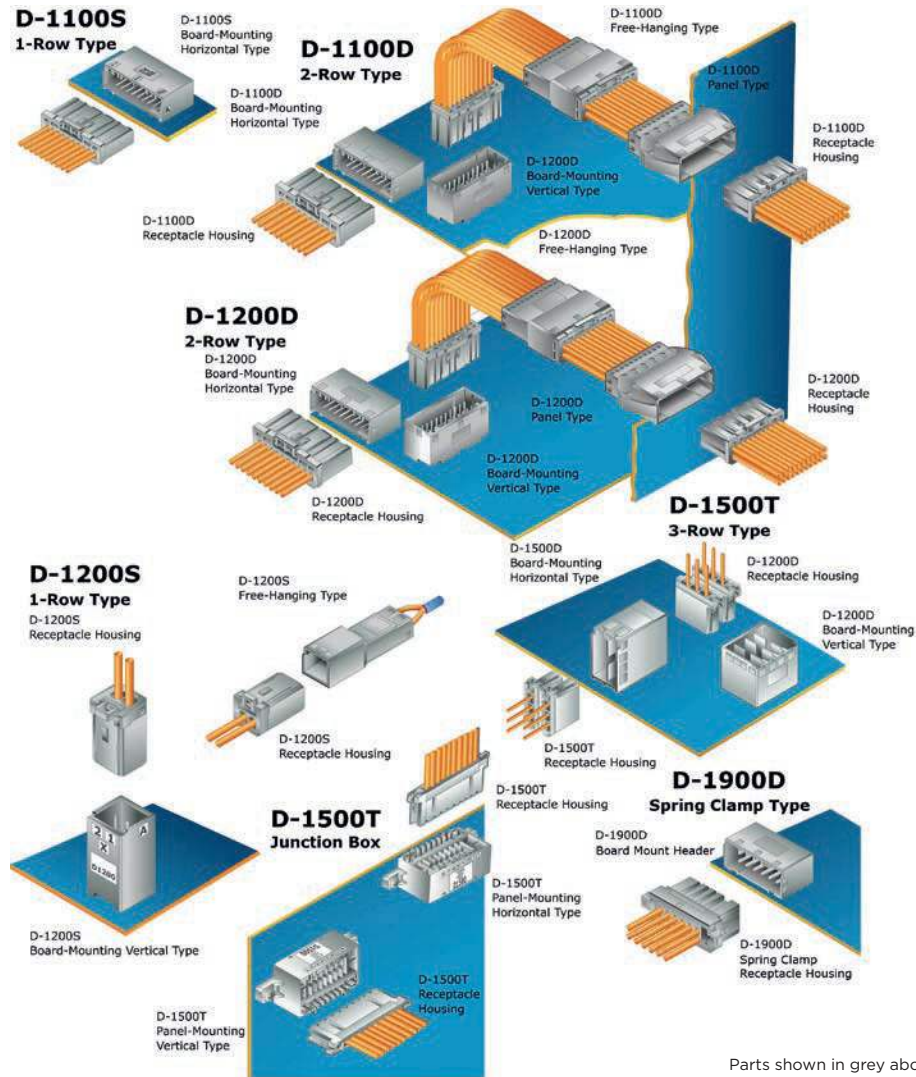 D-1100S
1-Row Type
D-1100S
Board-Mounting
Horizontal Type
D-1100D
Board-Mounting
Horizontal Type
D-1100D
2-Row Type
D-1100D
Free-Hanging Type
D-1100D
Panel Type
D-1100D
Receptacle
Housing
D-1200D
Board-Mounting
Vertical Type
D-1100D
Receptacle Housing
D-1200D
Free-Hanging Type
D-1200D
2-Row Type
D-1200D
Board-Mounting
Horizontal Type
D-1200D
Panel Type
D-1200D
Receptacle
Housing
D-1200D
Board-Mounting
Vertical Type
D-1200D
Receptacle Housing
D-1500T
3-Row Type
D-1500D
Board-Mounting
Horizontal Type
D-1200D
Receptacle Housing
D-1200D
Board-Mounting
Vertical Type
D-1500T
Receptacle Housing
D-1200S
1-Row Type
D-1200S
Receptacle Housing
D-1200S
Free-Hanging Type
D-1200S
Receptacle Housing
2 1 A
X
D1200
D-1200S
Board-Mounting Vertical Type
D-1500T
Junction Box
D-1500T
Receptacle Housing
D-1500T
Panel-Mounting
Horizontal Type
D-1500T
Receptacle
Housing
D-1500T
Panel-Mounting
Vertical Type
D-1900D
Spring Clamp Type
D-1900D
Board Mount Header
D-1900D
Spring Clamp
Receptacle Housing
Parts shown in grey abo